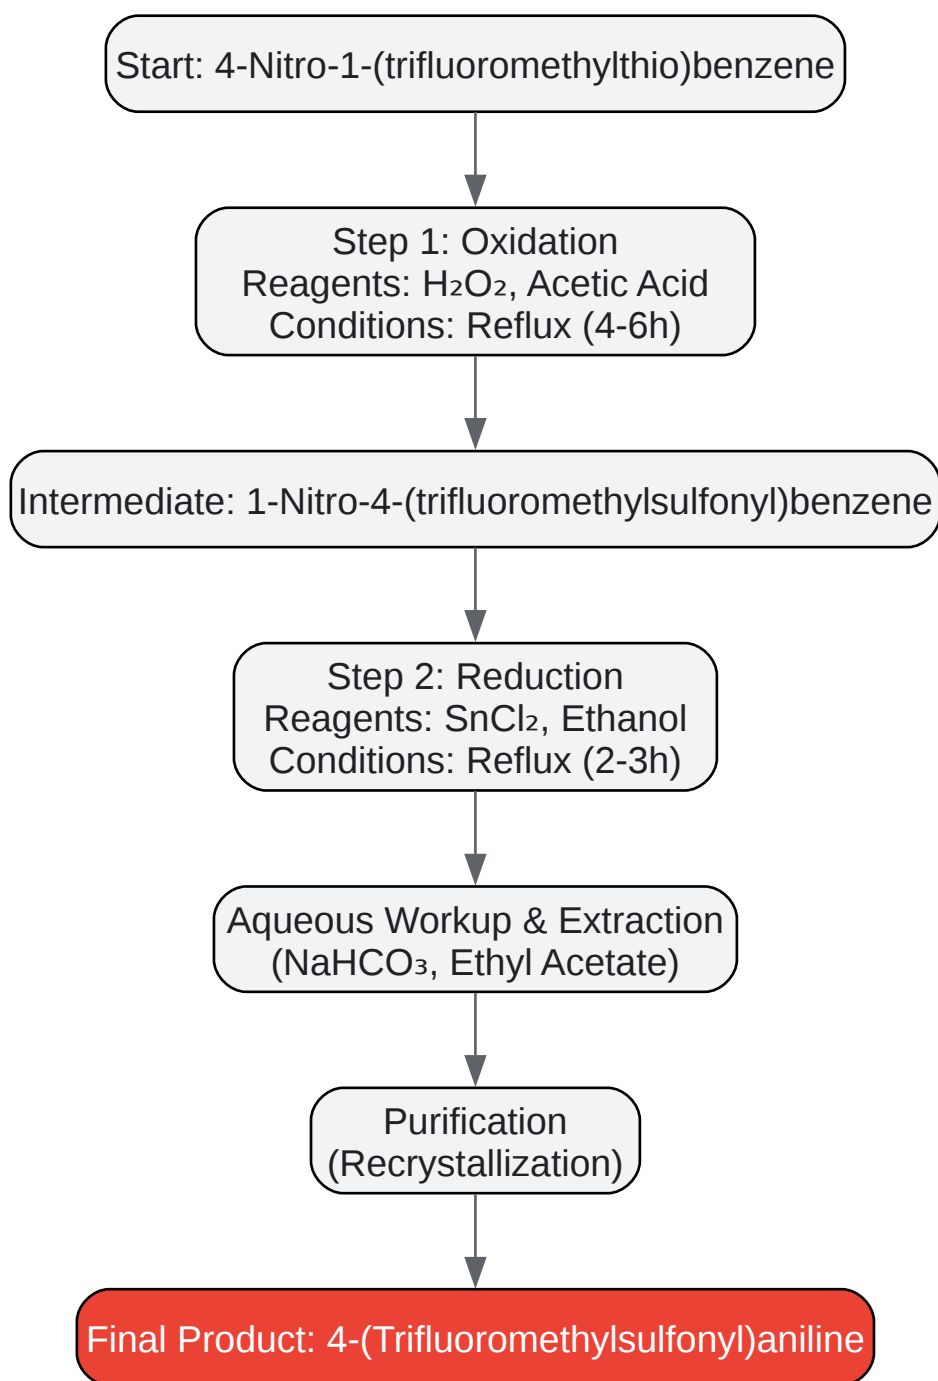 Start: 4-Nitro-1-(trifluoromethylthio)benzene
Step 1: Oxidation
Reagents: H₂O₂, Acetic Acid
Conditions: Reflux (4-6h)
Intermediate: 1-Nitro-4-(trifluoromethylsulfonyl)benzene
Step 2: Reduction
Reagents: SnCl₂, Ethanol
Conditions: Reflux (2-3h)
Aqueous Workup & Extraction
(NaHCO₃, Ethyl Acetate)
Purification
(Recrystallization)
Final Product: 4-(Trifluoromethylsulfonyl)aniline